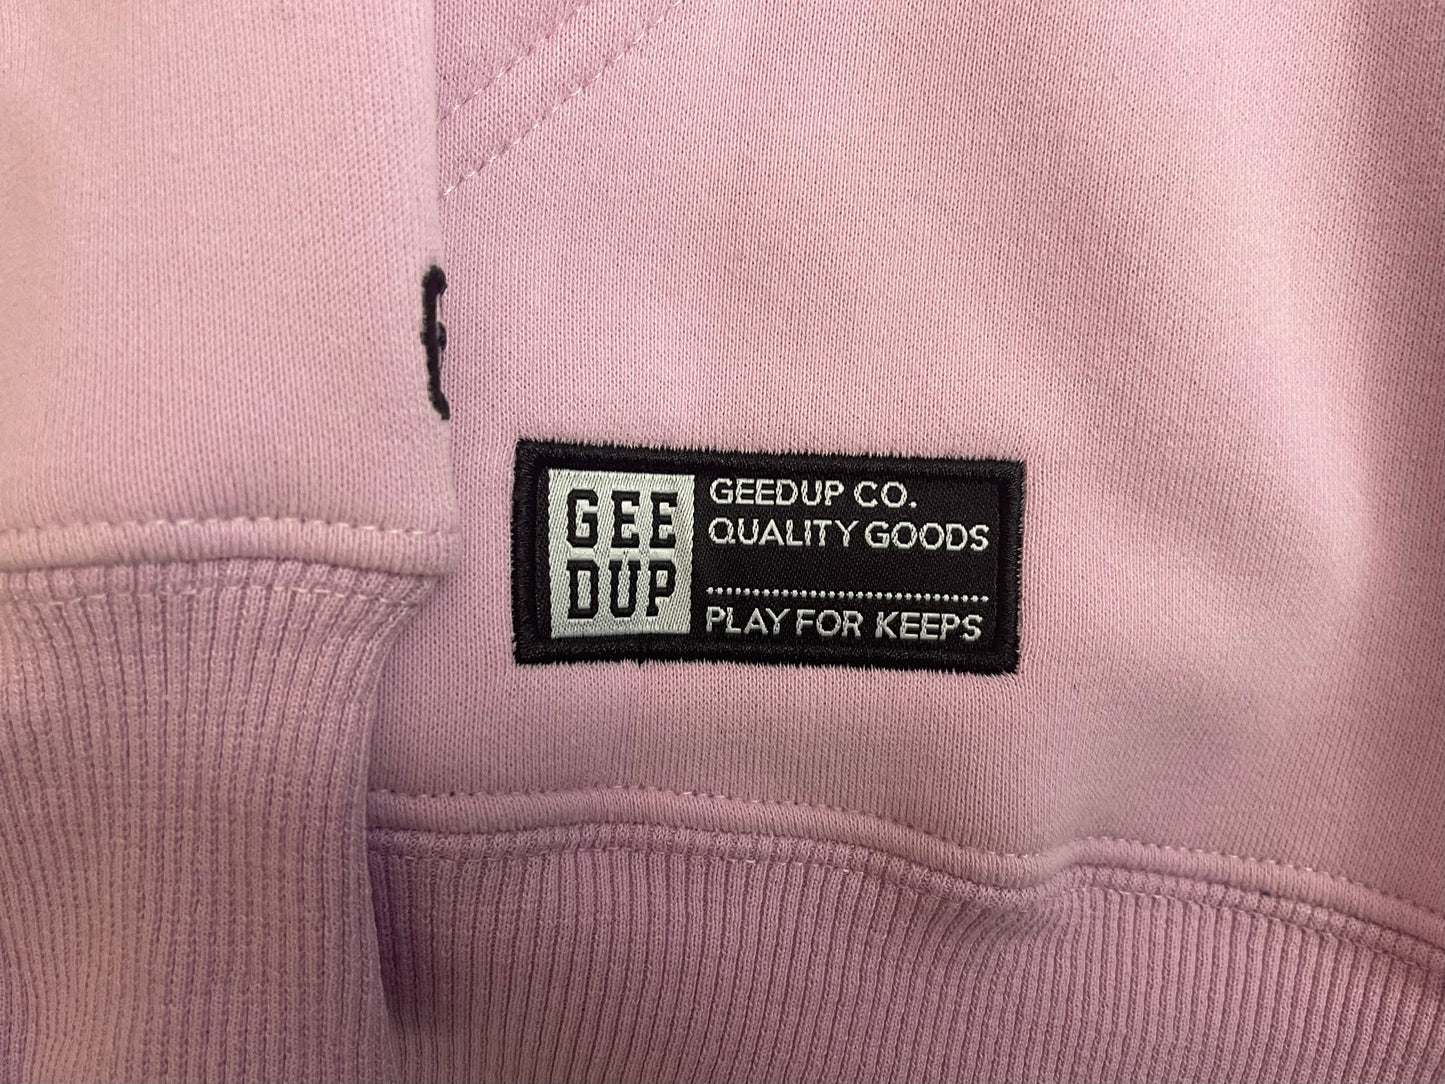 GEE
DUP
GEEDUP CO.
QUALITY GOODS
PLAY FOR KEEPS